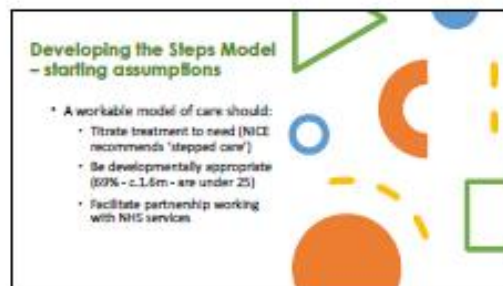 Developing the Steps Model
– starting assumptions
• A workable model of care should:
• Titrate treatment to need (NICE
recommends 'stepped care')
• Be developmentally appropriate
(69% - c.1.6m - are under 25)
• Facilitate partnership working
with NHS services